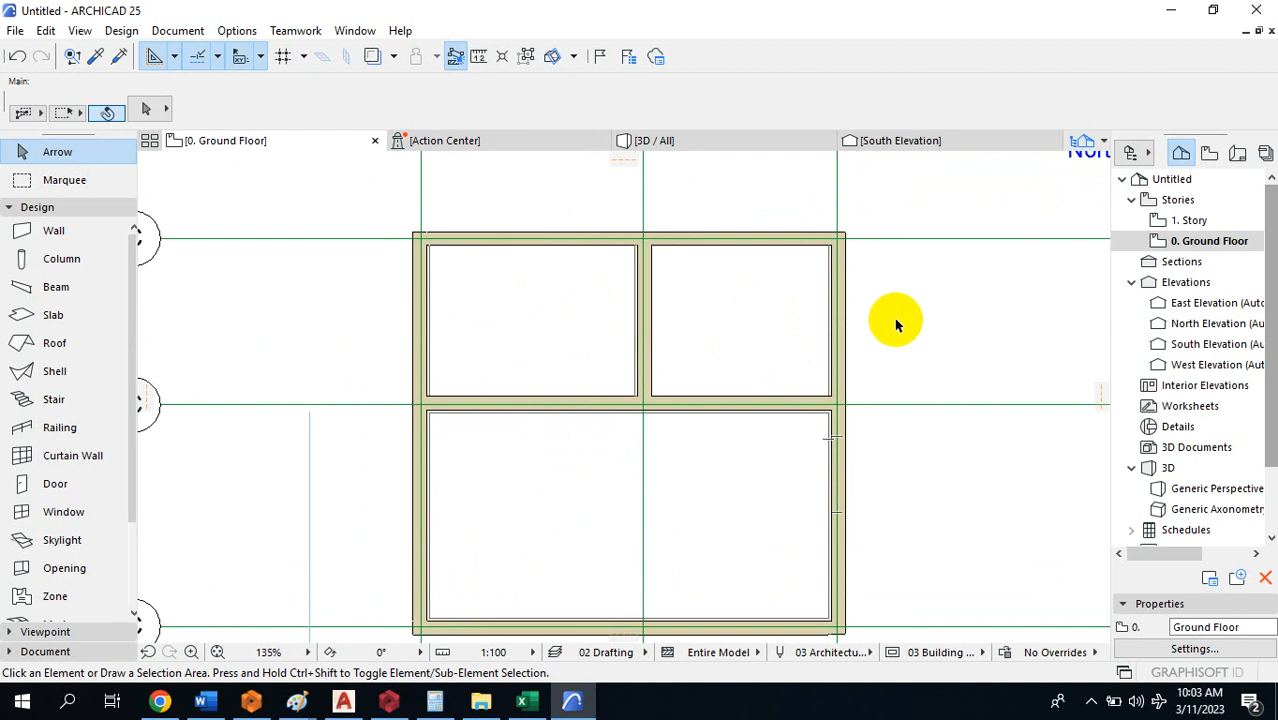 Untitled - ARCHICAD 25
File Edit View Design Document Options Teamwork Window Help
Main:
[0. Ground Floor] [Action Center] [3D / All] [South Elevation]
Arrow
Marquee
Design
Wall
Column
Beam
Slab
Roof
Shell
Stair
Railing
Curtain Wall
Door
Window
Skylight
Opening
Zone
Viewpoint
Document
Nort
Untitled
Stories
1. Story
0. Ground Floor
Sections
Elevations
East Elevation (Auto
North Elevation (Aut
South Elevation (Aut
West Elevation (Aut
Interior Elevations
Worksheets
Details
3D Documents
3D
Generic Perspective
Generic Axonometr
Schedules
Properties
0. Ground Floor
Settings...
135% 0° 1:100 02 Drafting Entire Model 03 Architectu... 03 Building ... No Overrides
Click an Element or Draw a Selection Area. Press and Hold Ctrl+Shift to Toggle Element/Sub-Element Selection.
GRAPHISOFT ID
10:03 AM
3/11/2023
2